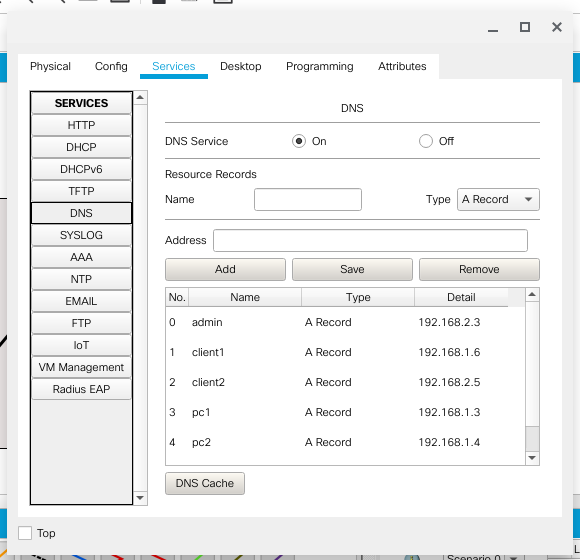 Physical Config Services Desktop Programming Attributes
SERVICES
HTTP
DHCP
DHCPv6
TFTP
DNS
SYSLOG
AAA
NTP
EMAIL
FTP
IoT
VM Management
Radius EAP
DNS
DNS Service On Off
Resource Records
Name Type A Record
Address
Add Save Remove
No. Name Type Detail
0 admin A Record 192.168.2.3
1 client1 A Record 192.168.1.6
2 client2 A Record 192.168.2.5
3 pc1 A Record 192.168.1.3
4 pc2 A Record 192.168.1.4
DNS Cache
Top
Scenario 0